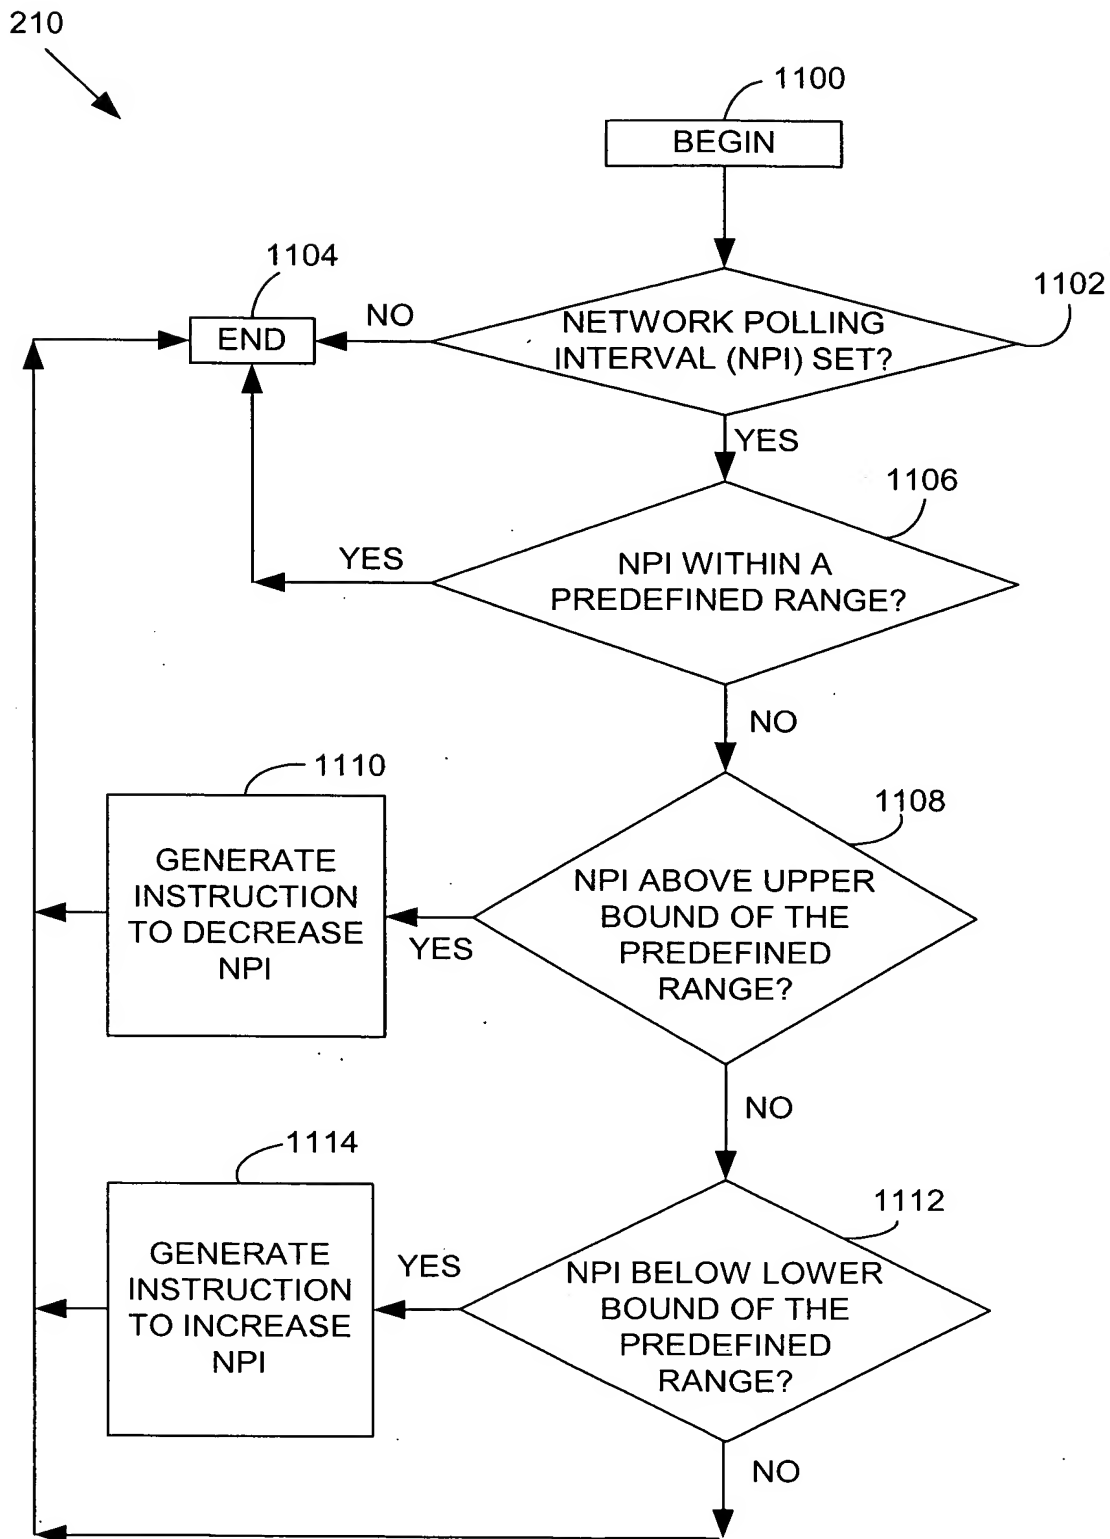 210
1100
BEGIN
1104
END
NO
1102
NETWORK POLLING
INTERVAL (NPI) SET?
YES
1106
YES
NPI WITHIN A
PREDEFINED RANGE?
NO
1110
GENERATE
INSTRUCTION
TO DECREASE
NPI
YES
1108
NPI ABOVE UPPER
BOUND OF THE
PREDEFINED
RANGE?
NO
1114
GENERATE
INSTRUCTION
TO INCREASE
NPI
YES
1112
NPI BELOW LOWER
BOUND OF THE
PREDEFINED
RANGE?
NO